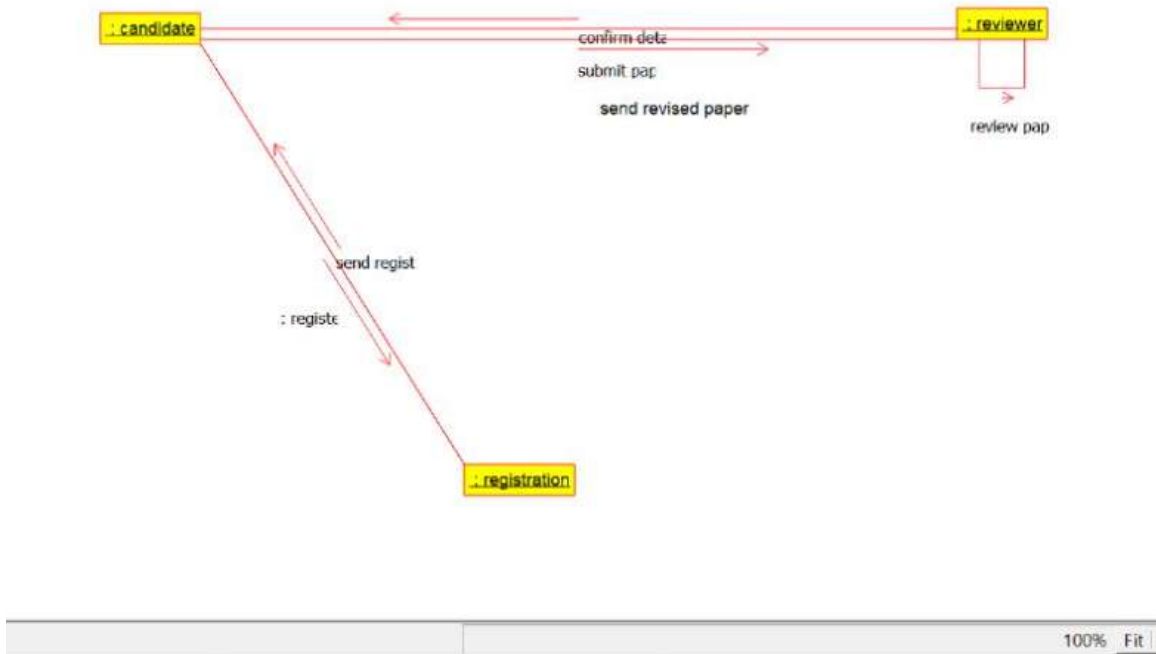 : candidate
: reviewer
confirm deta
submit pap
send revised paper
review pap
send regist
: registe
: registration
100% Fit